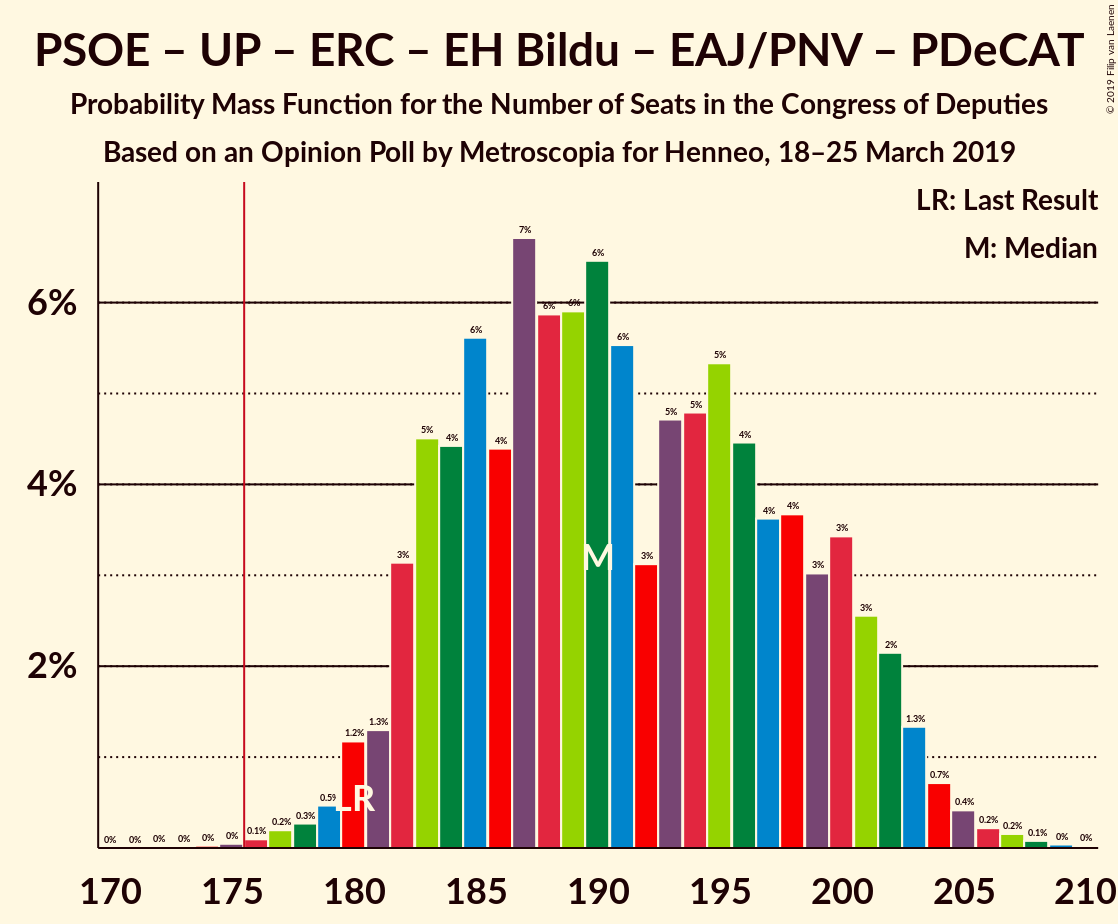 PSOE – UP – ERC – EH Bildu – EAJ/PNV – PDeCAT
Probability Mass Function for the Number of Seats in the Congress of Deputies
Based on an Opinion Poll by Metroscopia for Henneo, 18–25 March 2019
© 2019 Filip van Laenen
LR: Last Result
M: Median
6%
4%
2%
0% 0% 0% 0% 0% 0% 0.1% 0.2% 0.3% 0.5% 1.2% 1.3% 3% 5% 4% 6% 4% 7% 6% 6% 6% 6% 3% 5% 5% 5% 4% 4% 4% 3% 3% 3% 2% 1.3% 0.7% 0.4% 0.2% 0.2% 0.1% 0% 0%
M
LR
170 175 180 185 190 195 200 205 210